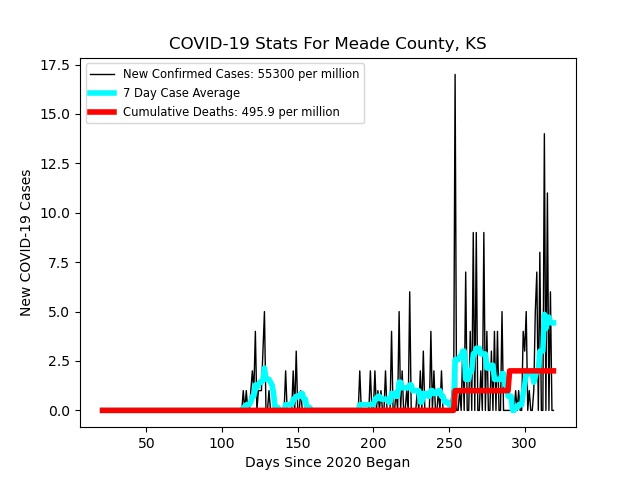 COVID-19 Stats For Meade County, KS
New Confirmed Cases: 55300 per million
7 Day Case Average
Cumulative Deaths: 495.9 per million
New COVID-19 Cases
17.5
15.0
12.5
10.0
7.5
5.0
2.5
0.0
50 100 150 200 250 300
Days Since 2020 Began